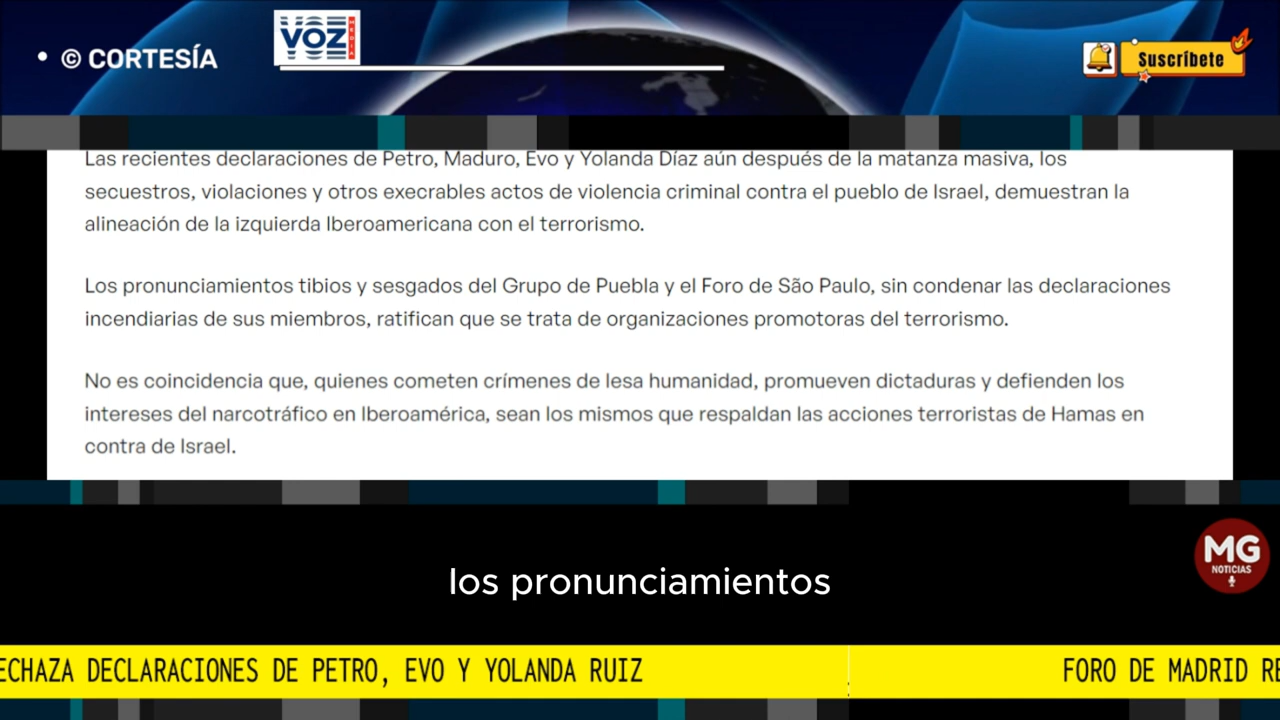 • © CORTESÍA
VOZ
MEDIA
Suscríbete
Las recientes declaraciones de Petro, Maduro, Evo y Yolanda Díaz aún después de la matanza masiva, los
secuestros, violaciones y otros execrables actos de violencia criminal contra el pueblo de Israel, demuestran la
alineación de la izquierda Iberoamericana con el terrorismo.
Los pronunciamientos tibios y sesgados del Grupo de Puebla y el Foro de São Paulo, sin condenar las declaraciones
incendiarias de sus miembros, ratifican que se trata de organizaciones promotoras del terrorismo.
No es coincidencia que, quienes cometen crímenes de lesa humanidad, promueven dictaduras y defienden los
intereses del narcotráfico en Iberoamérica, sean los mismos que respaldan las acciones terroristas de Hamas en
contra de Israel.
MG
NOTICIAS
los pronunciamientos
ECHAZA DECLARACIONES DE PETRO, EVO Y YOLANDA RUIZ FORO DE MADRID RE